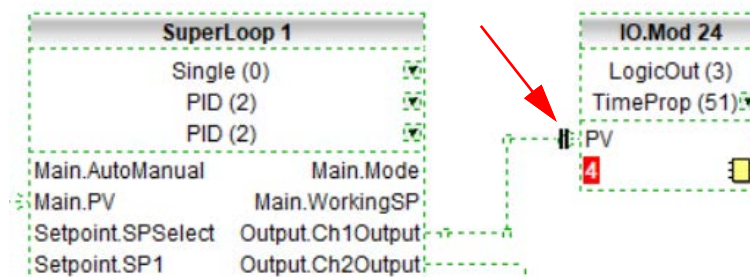 SuperLoop 1
Single (0)
PID (2)
PID (2)
Main.AutoManual Main.Mode
Main.PV Main.WorkingSP
Setpoint.SPSelect Output.Ch1Output
Setpoint.SP1 Output.Ch2Output
IO.Mod 24
LogicOut (3)
TimeProp (51)
PV
4